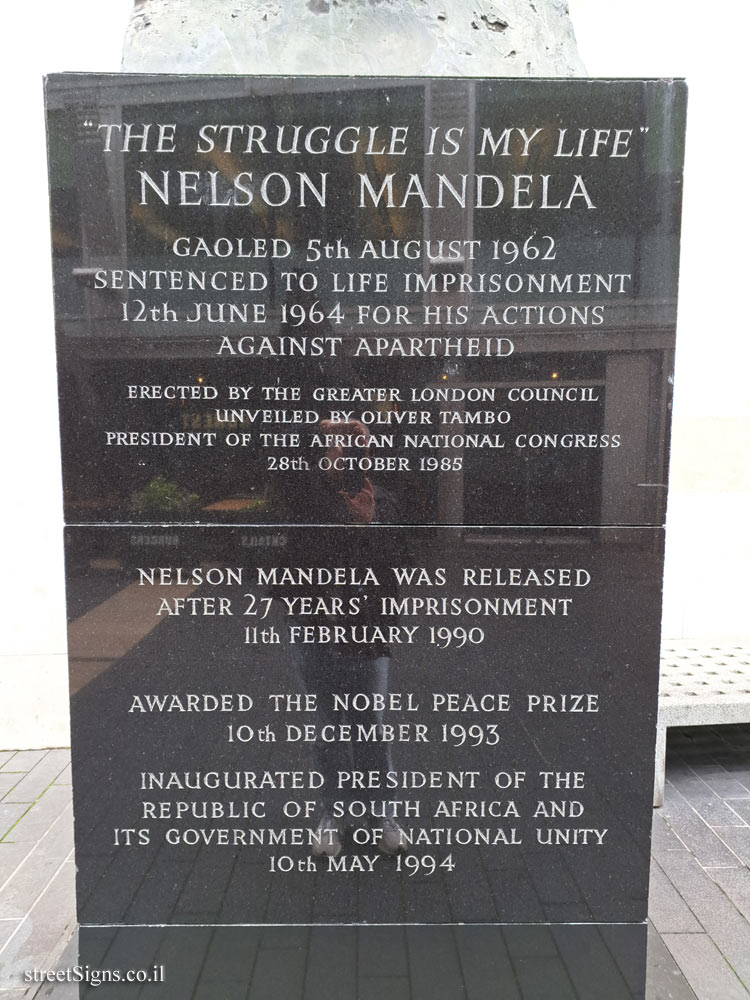 “THE STRUGGLE IS MY LIFE”
NELSON MANDELA
GAOLED 5th AUGUST 1962
SENTENCED TO LIFE IMPRISONMENT
12th JUNE 1964 FOR HIS ACTIONS
AGAINST APARTHEID
ERECTED BY THE GREATER LONDON COUNCIL
UNVEILED BY OLIVER TAMBO
PRESIDENT OF THE AFRICAN NATIONAL CONGRESS
28th OCTOBER 1985
NELSON MANDELA WAS RELEASED
AFTER 27 YEARS’ IMPRISONMENT
11th FEBRUARY 1990
AWARDED THE NOBEL PEACE PRIZE
10th DECEMBER 1993
INAUGURATED PRESIDENT OF THE
REPUBLIC OF SOUTH AFRICA AND
ITS GOVERNMENT OF NATIONAL UNITY
10th MAY 1994
streetSigns.co.il